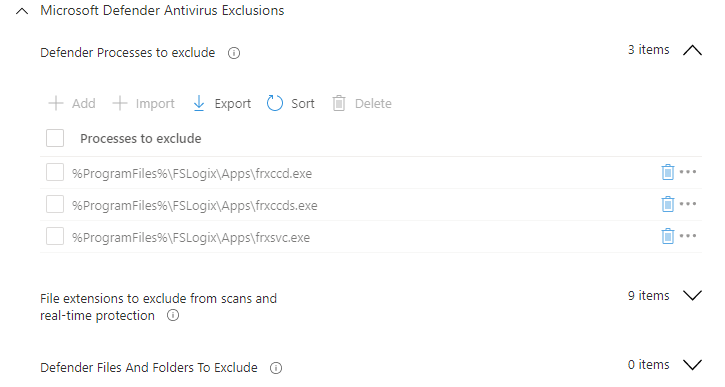 Microsoft Defender Antivirus Exclusions
Defender Processes to exclude
3 items
Add Import Export Sort Delete
Processes to exclude
%ProgramFiles%\FSLogix\Apps\frxccd.exe
%ProgramFiles%\FSLogix\Apps\frxccds.exe
%ProgramFiles%\FSLogix\Apps\frxsvc.exe
File extensions to exclude from scans and
real-time protection
9 items
Defender Files And Folders To Exclude
0 items